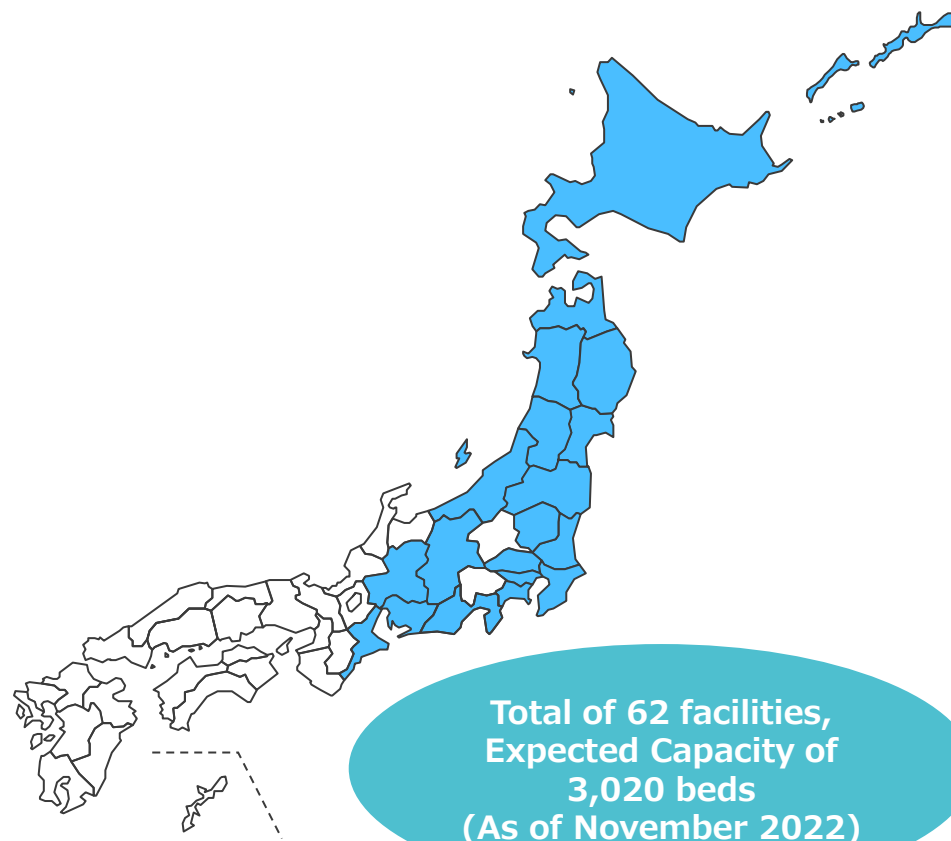 Total of 62 facilities,
Expected Capacity of
3,020 beds
(As of November 2022)